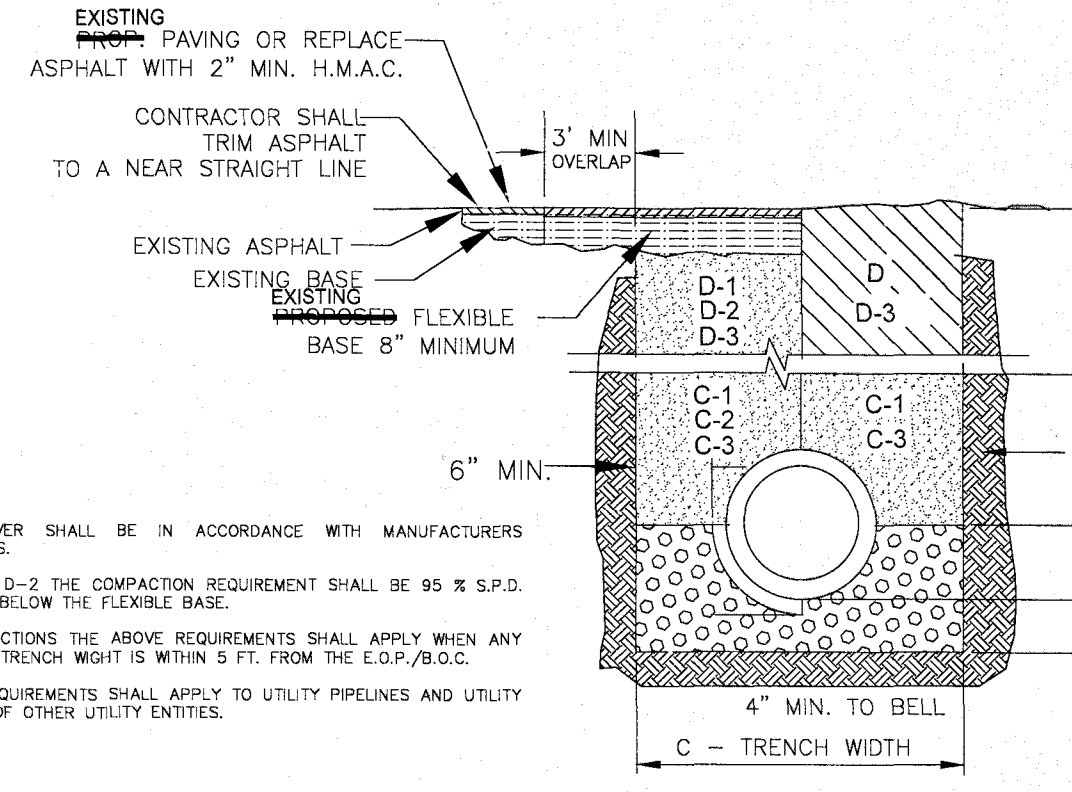 EXISTING
PROP. PAVING OR REPLACE
ASPHALT WITH 2" MIN. H.M.A.C.
CONTRACTOR SHALL
TRIM ASPHALT
TO A NEAR STRAIGHT LINE
3' MIN
OVERLAP
EXISTING ASPHALT
EXISTING BASE
EXISTING
PROPOSED FLEXIBLE
BASE 8" MINIMUM
D-1
D-2
D-3
D
D-3
C-1
C-2
C-3
C-1
C-3
6" MIN.
VER SHALL BE IN ACCORDANCE WITH MANUFACTURERS
S.
D-2 THE COMPACTION REQUIREMENT SHALL BE 95 % S.P.D.
BELOW THE FLEXIBLE BASE.
CTIONS THE ABOVE REQUIREMENTS SHALL APPLY WHEN ANY
TRENCH WIGHT IS WITHIN 5 FT. FROM THE E.O.P./B.O.C.
QUIREMENTS SHALL APPLY TO UTILITY PIPELINES AND UTILITY
OF OTHER UTILITY ENTITIES.
4" MIN. TO BELL
C - TRENCH WIDTH